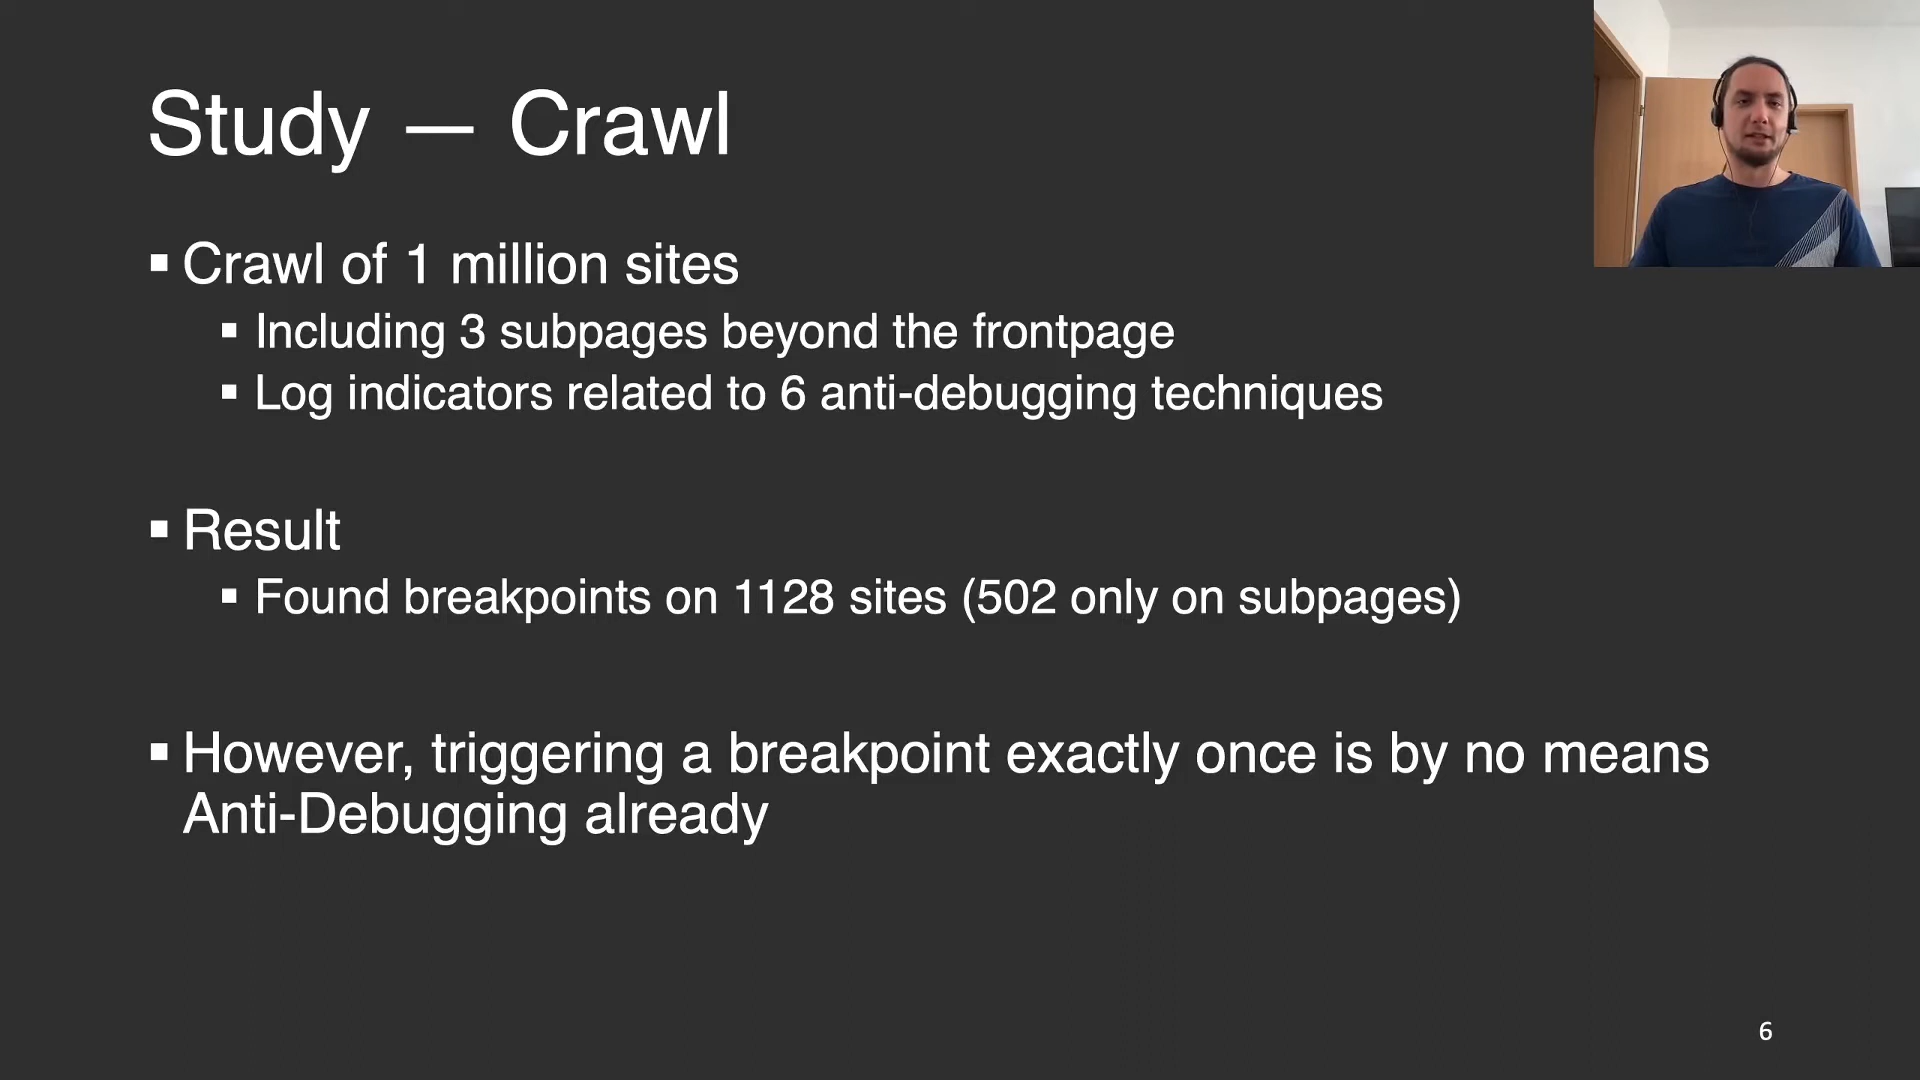 Study — Crawl
▪ Crawl of 1 million sites
▪ Including 3 subpages beyond the frontpage
▪ Log indicators related to 6 anti-debugging techniques
▪ Result
▪ Found breakpoints on 1128 sites (502 only on subpages)
▪ However, triggering a breakpoint exactly once is by no means
Anti-Debugging already
6